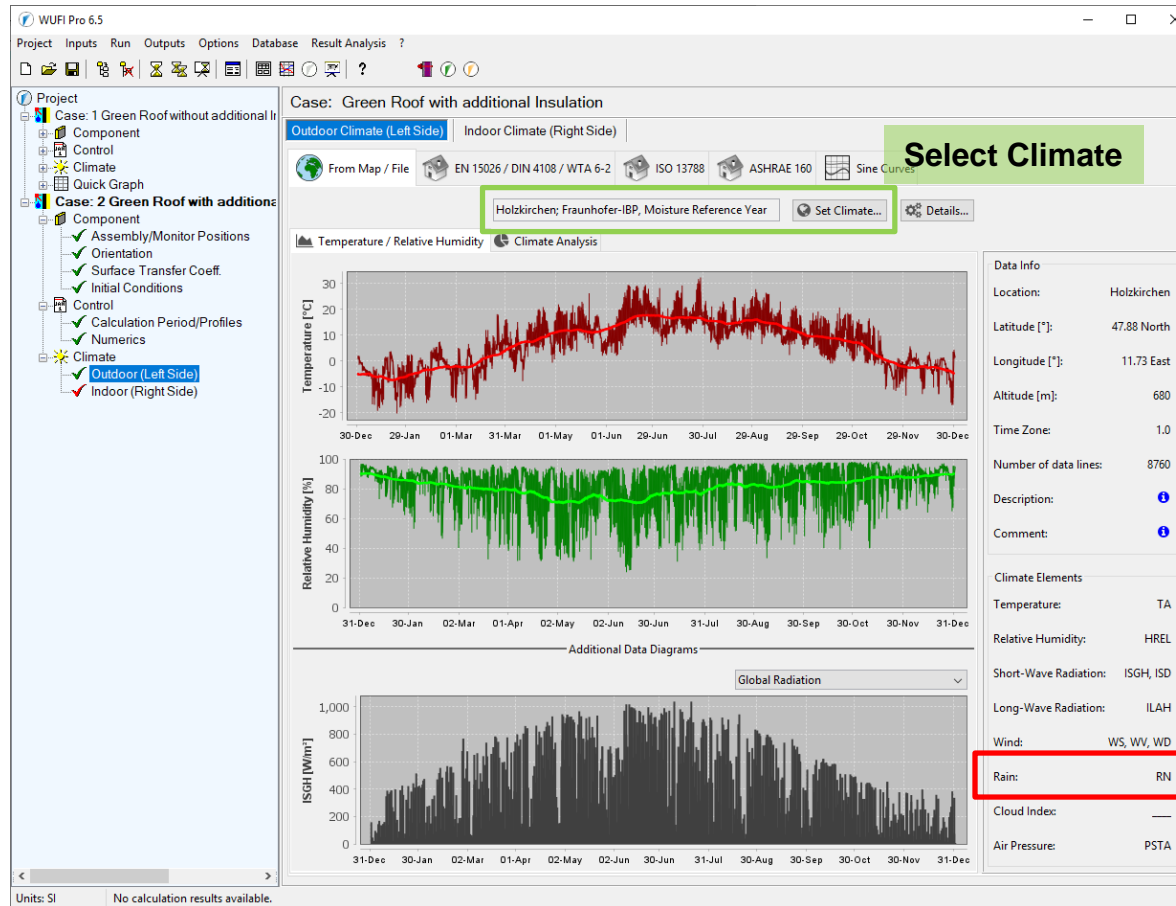 WUFI Pro 6.5
Project Inputs Run Outputs Options Database Result Analysis ?
Project
Case: 1 Green Roof without additional I
Component
Control
Climate
Quick Graph
Case: 2 Green Roof with additiona
Component
Assembly/Monitor Positions
Orientation
Surface Transfer Coeff.
Initial Conditions
Control
Calculation Period/Profiles
Numerics
Climate
Outdoor (Left Side)
Indoor (Right Side)
Case: Green Roof with additional Insulation
Outdoor Climate (Left Side) Indoor Climate (Right Side)
Select Climate
From Map / File EN 15026 / DIN 4108 / WTA 6-2 ISO 13788 ASHRAE 160 Sine Curves
Holzkirchen; Fraunhofer-IBP, Moisture Reference Year Set Climate... Details...
Temperature / Relative Humidity Climate Analysis
Temperature [°C]
30
20
10
0
-10
-20
30-Dec 29-Jan 01-Mar 31-Mar 01-May 01-Jun 29-Jun 30-Jul 29-Aug 29-Sep 29-Oct 29-Nov 30-Dec
Relative Humidity [%]
100
80
60
40
20
0
31-Dec 30-Jan 02-Mar 01-Apr 02-May 02-Jun 30-Jun 31-Jul 30-Aug 30-Sep 30-Oct 30-Nov 31-Dec
Additional Data Diagrams
Global Radiation
ISGH [W/m²]
1,000
800
600
400
200
0
31-Dec 30-Jan 02-Mar 01-Apr 02-May 02-Jun 30-Jun 31-Jul 30-Aug 30-Sep 30-Oct 30-Nov 31-Dec
Data Info
Location: Holzkirchen
Latitude [°]: 47.88 North
Longitude [°]: 11.73 East
Altitude [m]: 680
Time Zone: 1.0
Number of data lines: 8760
Description:
Comment:
Climate Elements
Temperature: TA
Relative Humidity: HREL
Short-Wave Radiation: ISGH, ISD
Long-Wave Radiation: ILAH
Wind: WS, WV, WD
Rain: RN
Cloud Index: ___
Air Pressure: PSTA
Units: SI No calculation results available.